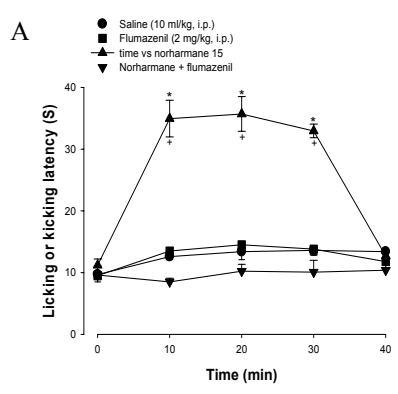 A
Saline (10 ml/kg, i.p.)
Flumazenil (2 mg/kg, i.p.)
time vs norharmane 15
Norharmane + flumazenil
Licking or kicking latency (S)
40
30
20
10
0
* * *
+ + +
0 10 20 30 40
Time (min)